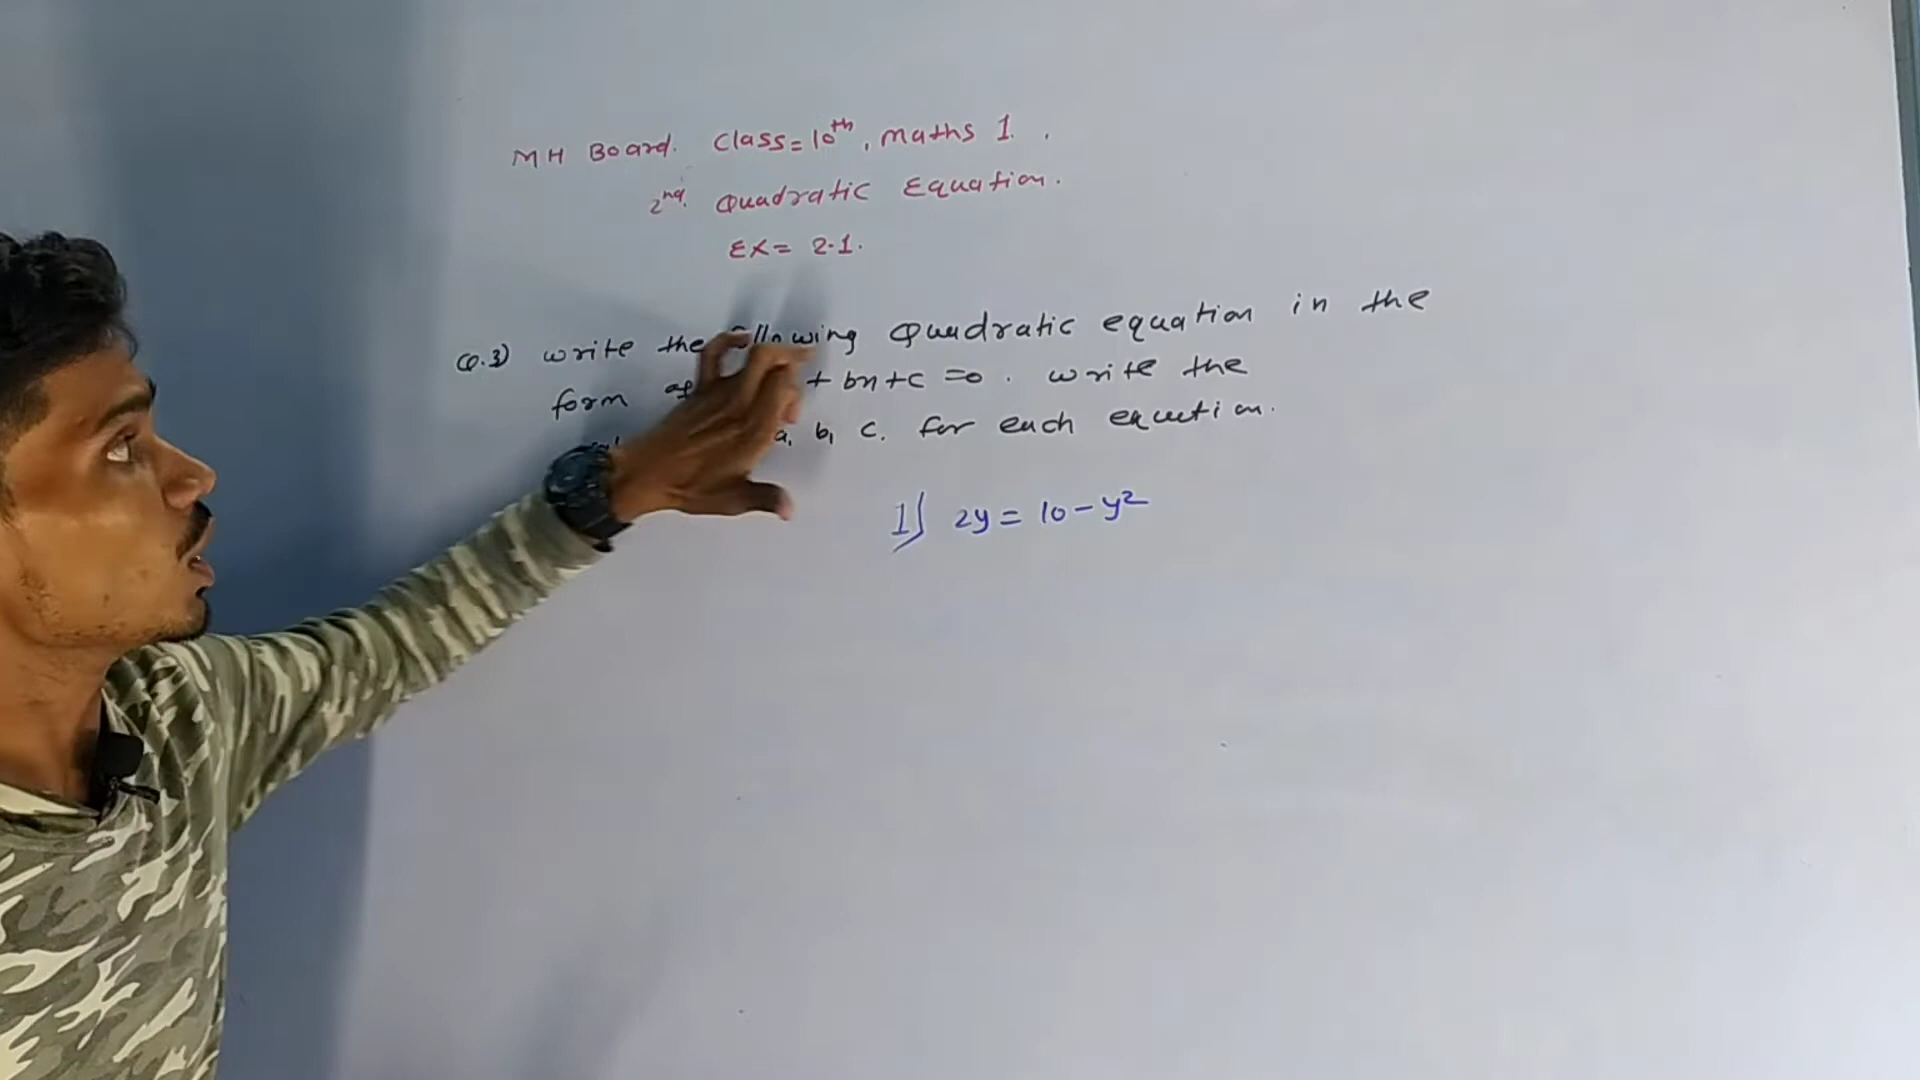 MH Board. Class=10th, Maths 1.
2nd. Quadratic Equation.
Ex= 2.1.
Q.3) write the following Quadratic equation in the
form + bx+c =0. write the
a, b, c. for each equation.
1) 2y = 10-y²